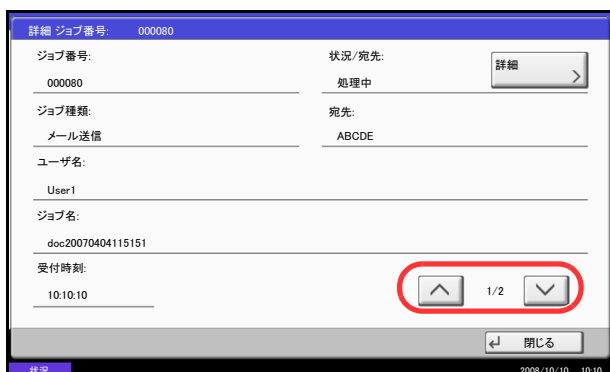 詳細 ジョブ番号: 000080
ジョブ番号:
000080
状況/宛先:
処理中
詳細
ジョブ種類:
メール送信
宛先:
ABCDE
ユーザ名:
User1
ジョブ名:
doc20070404115151
受付時刻:
10:10:10
1/2
閉じる
状況 2008/10/10 10:10